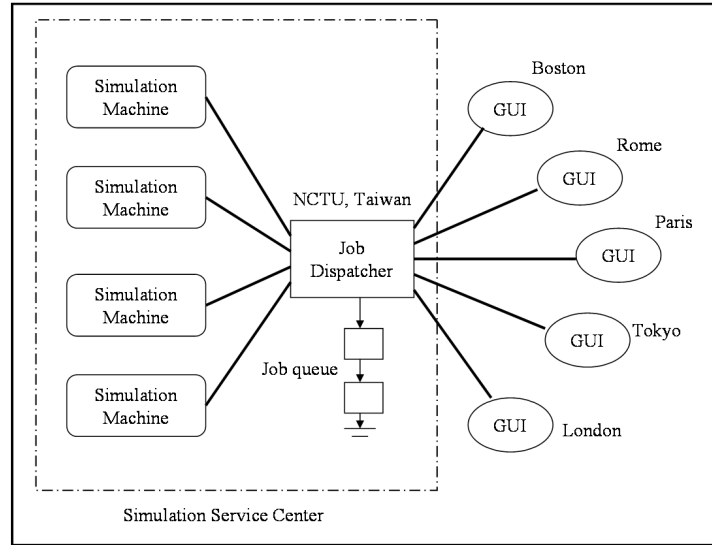 Simulation
Machine
Simulation
Machine
Simulation
Machine
Simulation
Machine
NCTU, Taiwan
Job
Dispatcher
Job queue
Boston
GUI
Rome
GUI
Paris
GUI
Tokyo
GUI
London
GUI
Simulation Service Center